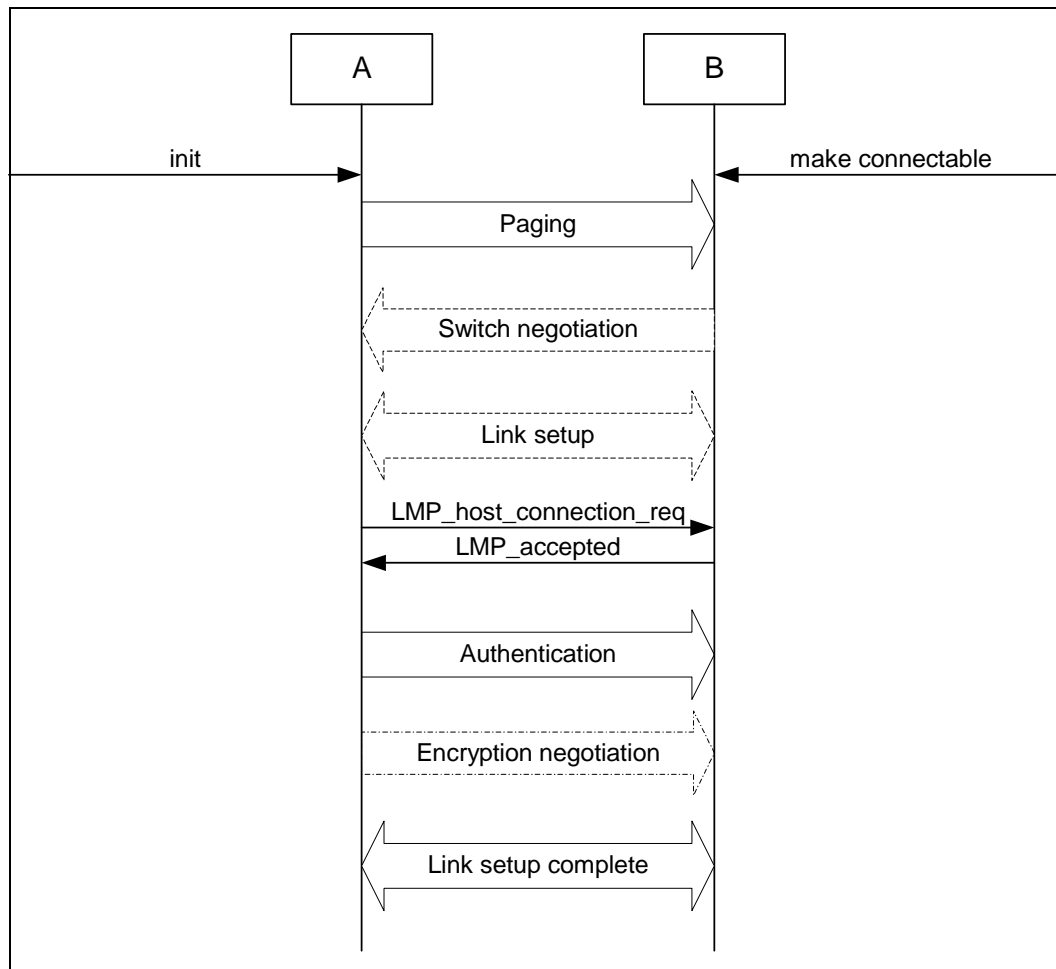 A
B
init
make connectable
Paging
Switch negotiation
Link setup
LMP_host_connection_req
LMP_accepted
Authentication
Encryption negotiation
Link setup complete